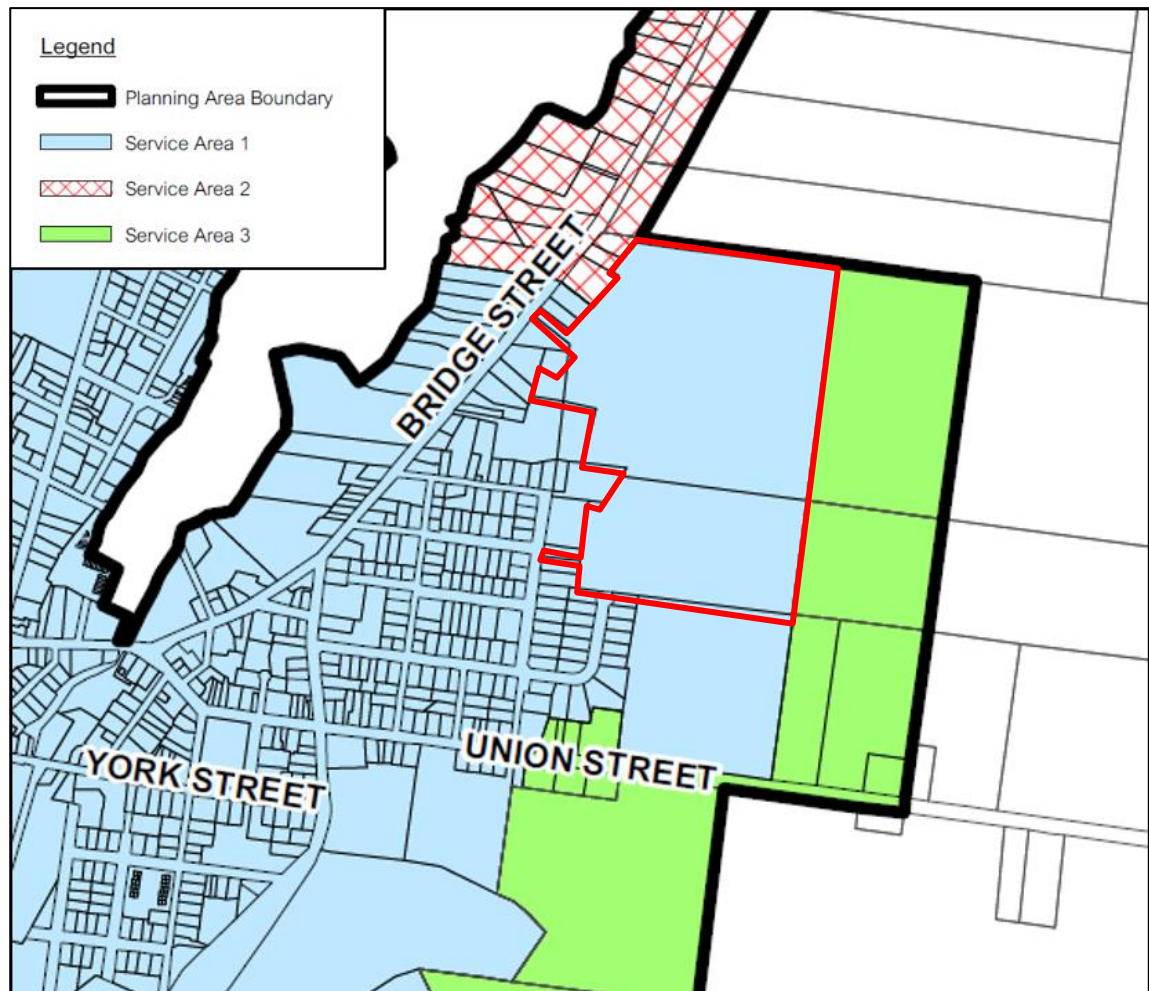 Legend
Planning Area Boundary
Service Area 1
Service Area 2
Service Area 3
BRIDGE STREET
YORK STREET
UNION STREET